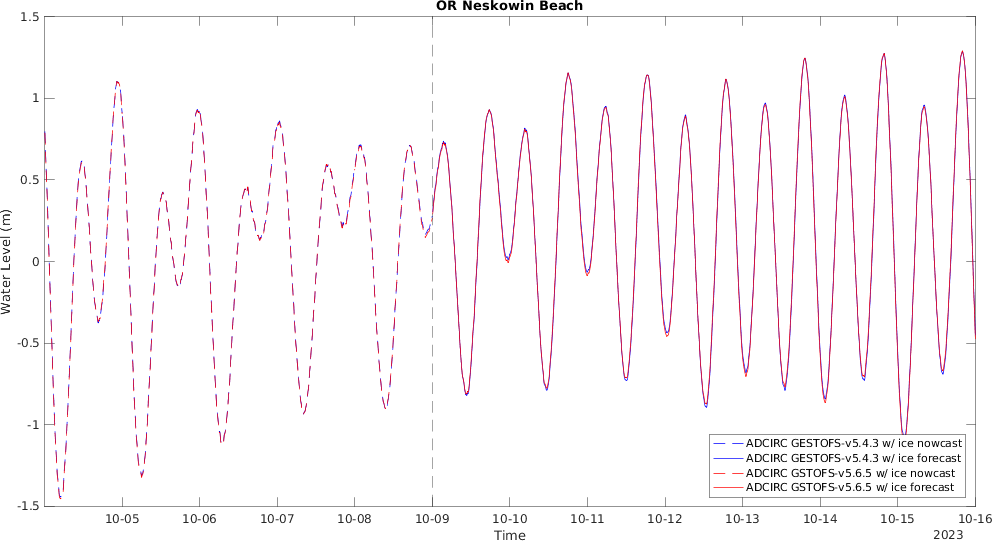 OR Neskowin Beach
1.5
1
0.5
0
-0.5
-1
-1.5
Water Level (m)
10-05 10-06 10-07 10-08 10-09 10-10 10-11 10-12 10-13 10-14 10-15 10-16
Time
2023
ADCIRC GESTOFS-v5.4.3 w/ ice nowcast
ADCIRC GESTOFS-v5.4.3 w/ ice forecast
ADCIRC GSTOFS-v5.6.5 w/ ice nowcast
ADCIRC GSTOFS-v5.6.5 w/ ice forecast